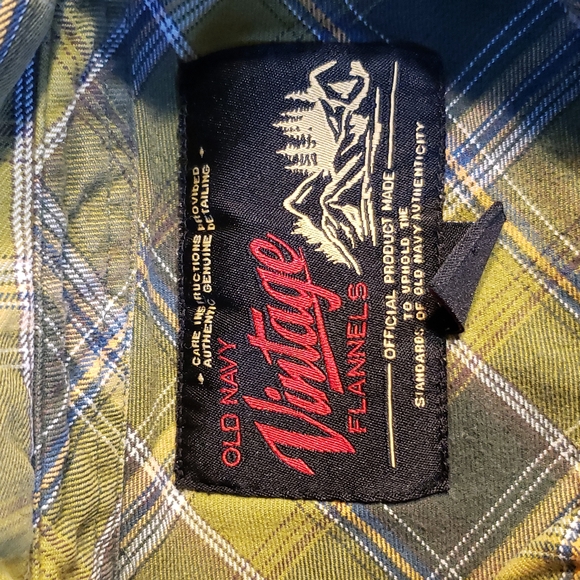 CARE INSTRUCTIONS PROVIDED
AUTHENTIC GENUINE DETAILING
OLD NAVY
Vintage
FLANNELS
OFFICIAL PRODUCT MADE
TO UPHOLD THE
STANDARDS OF OLD NAVY AUTHENTICITY